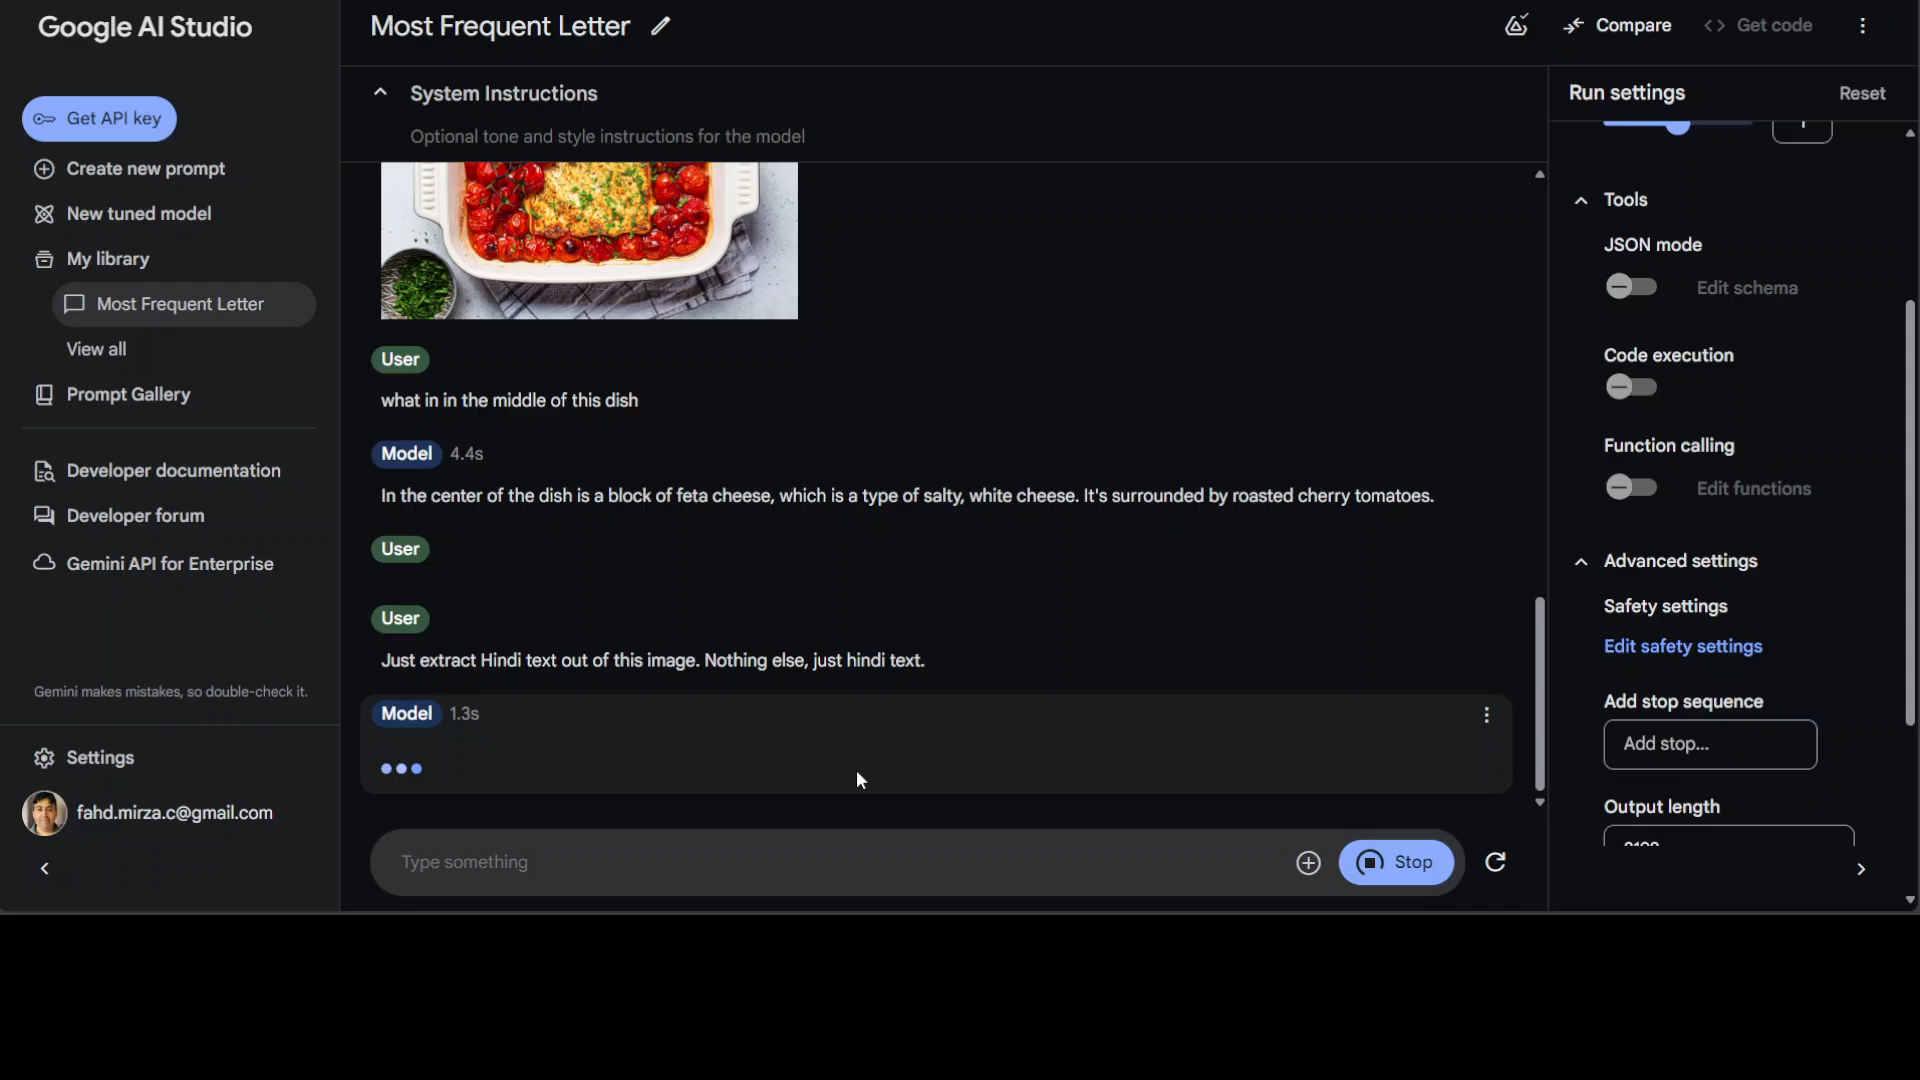 Google AI Studio
Most Frequent Letter
Compare
<> Get code
Get API key
Create new prompt
New tuned model
My library
Most Frequent Letter
View all
Prompt Gallery
Developer documentation
Developer forum
Gemini API for Enterprise
Gemini makes mistakes, so double-check it.
Settings
fahd.mirza.c@gmail.com
System Instructions
Optional tone and style instructions for the model
User
what in in the middle of this dish
Model 4.4s
In the center of the dish is a block of feta cheese, which is a type of salty, white cheese. It's surrounded by roasted cherry tomatoes.
User
User
Just extract Hindi text out of this image. Nothing else, just hindi text.
Model 1.3s
Type something
Stop
Run settings
Reset
Tools
JSON mode
Edit schema
Code execution
Function calling
Edit functions
Advanced settings
Safety settings
Edit safety settings
Add stop sequence
Add stop...
Output length